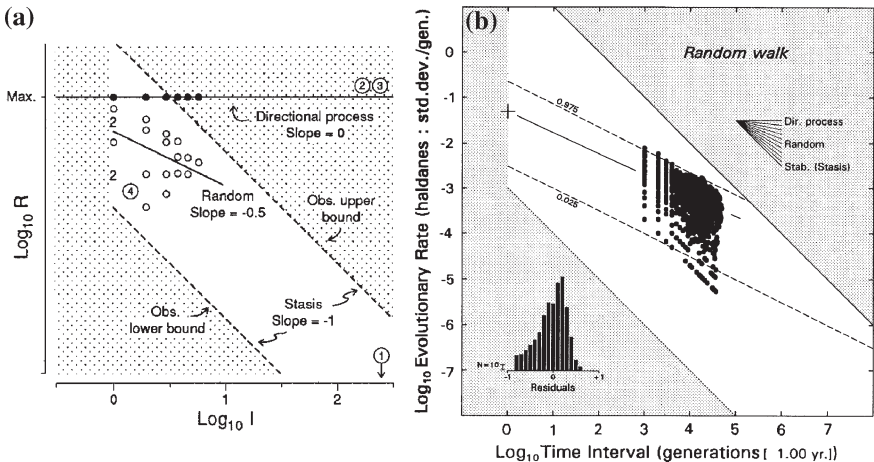 (a)
Log10 R
Max.
2 3
Directional process
Slope = 0
2
2
4
Random
Slope = -0.5
Obs. upper
bound
Obs.
lower bound
Stasis
Slope = -1
1
0 1 2
Log10 I
(b)
Log10 Evolutionary Rate (haldanes : std.dev./gen.)
0
-1
-2
-3
-4
-5
-6
-7
Random walk
0.975
0.025
Dir. process
Random
Stab. (Stasis)
N=10
-1 0 +1
Residuals
0 1 2 3 4 5 6 7
Log10 Time Interval (generations [ 1.00 yr.])